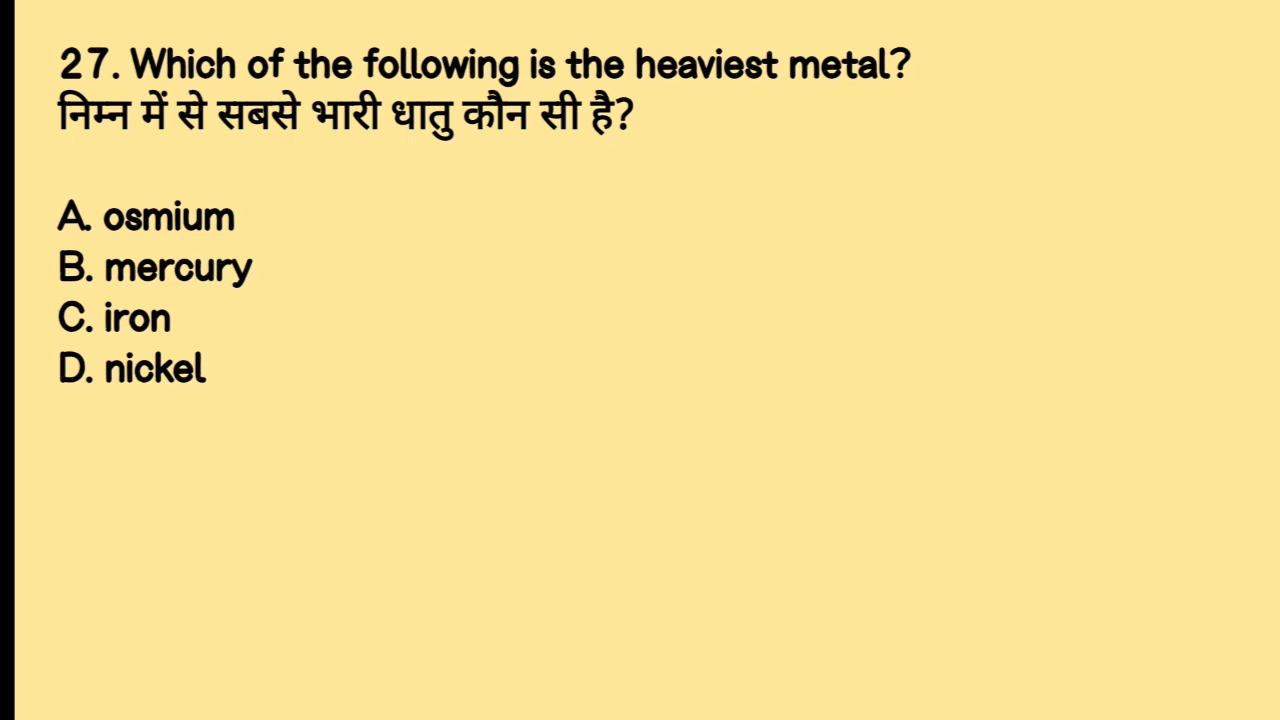 27. Which of the following is the heaviest metal?
निम्न में से सबसे भारी धातु कौन सी है?
A. osmium
B. mercury
C. iron
D. nickel